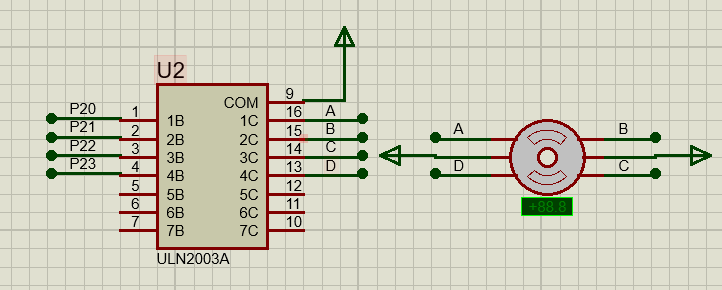 U2
P20 1 1B COM 9
P21 2 2B 1C 16 A
P22 3 3B 2C 15 B
P23 4 4B 3C 14 C
5 5B 4C 13 D
6 6B 5C 12
7 7B 6C 11
7C 10
ULN2003A
A B
D C
+88.8